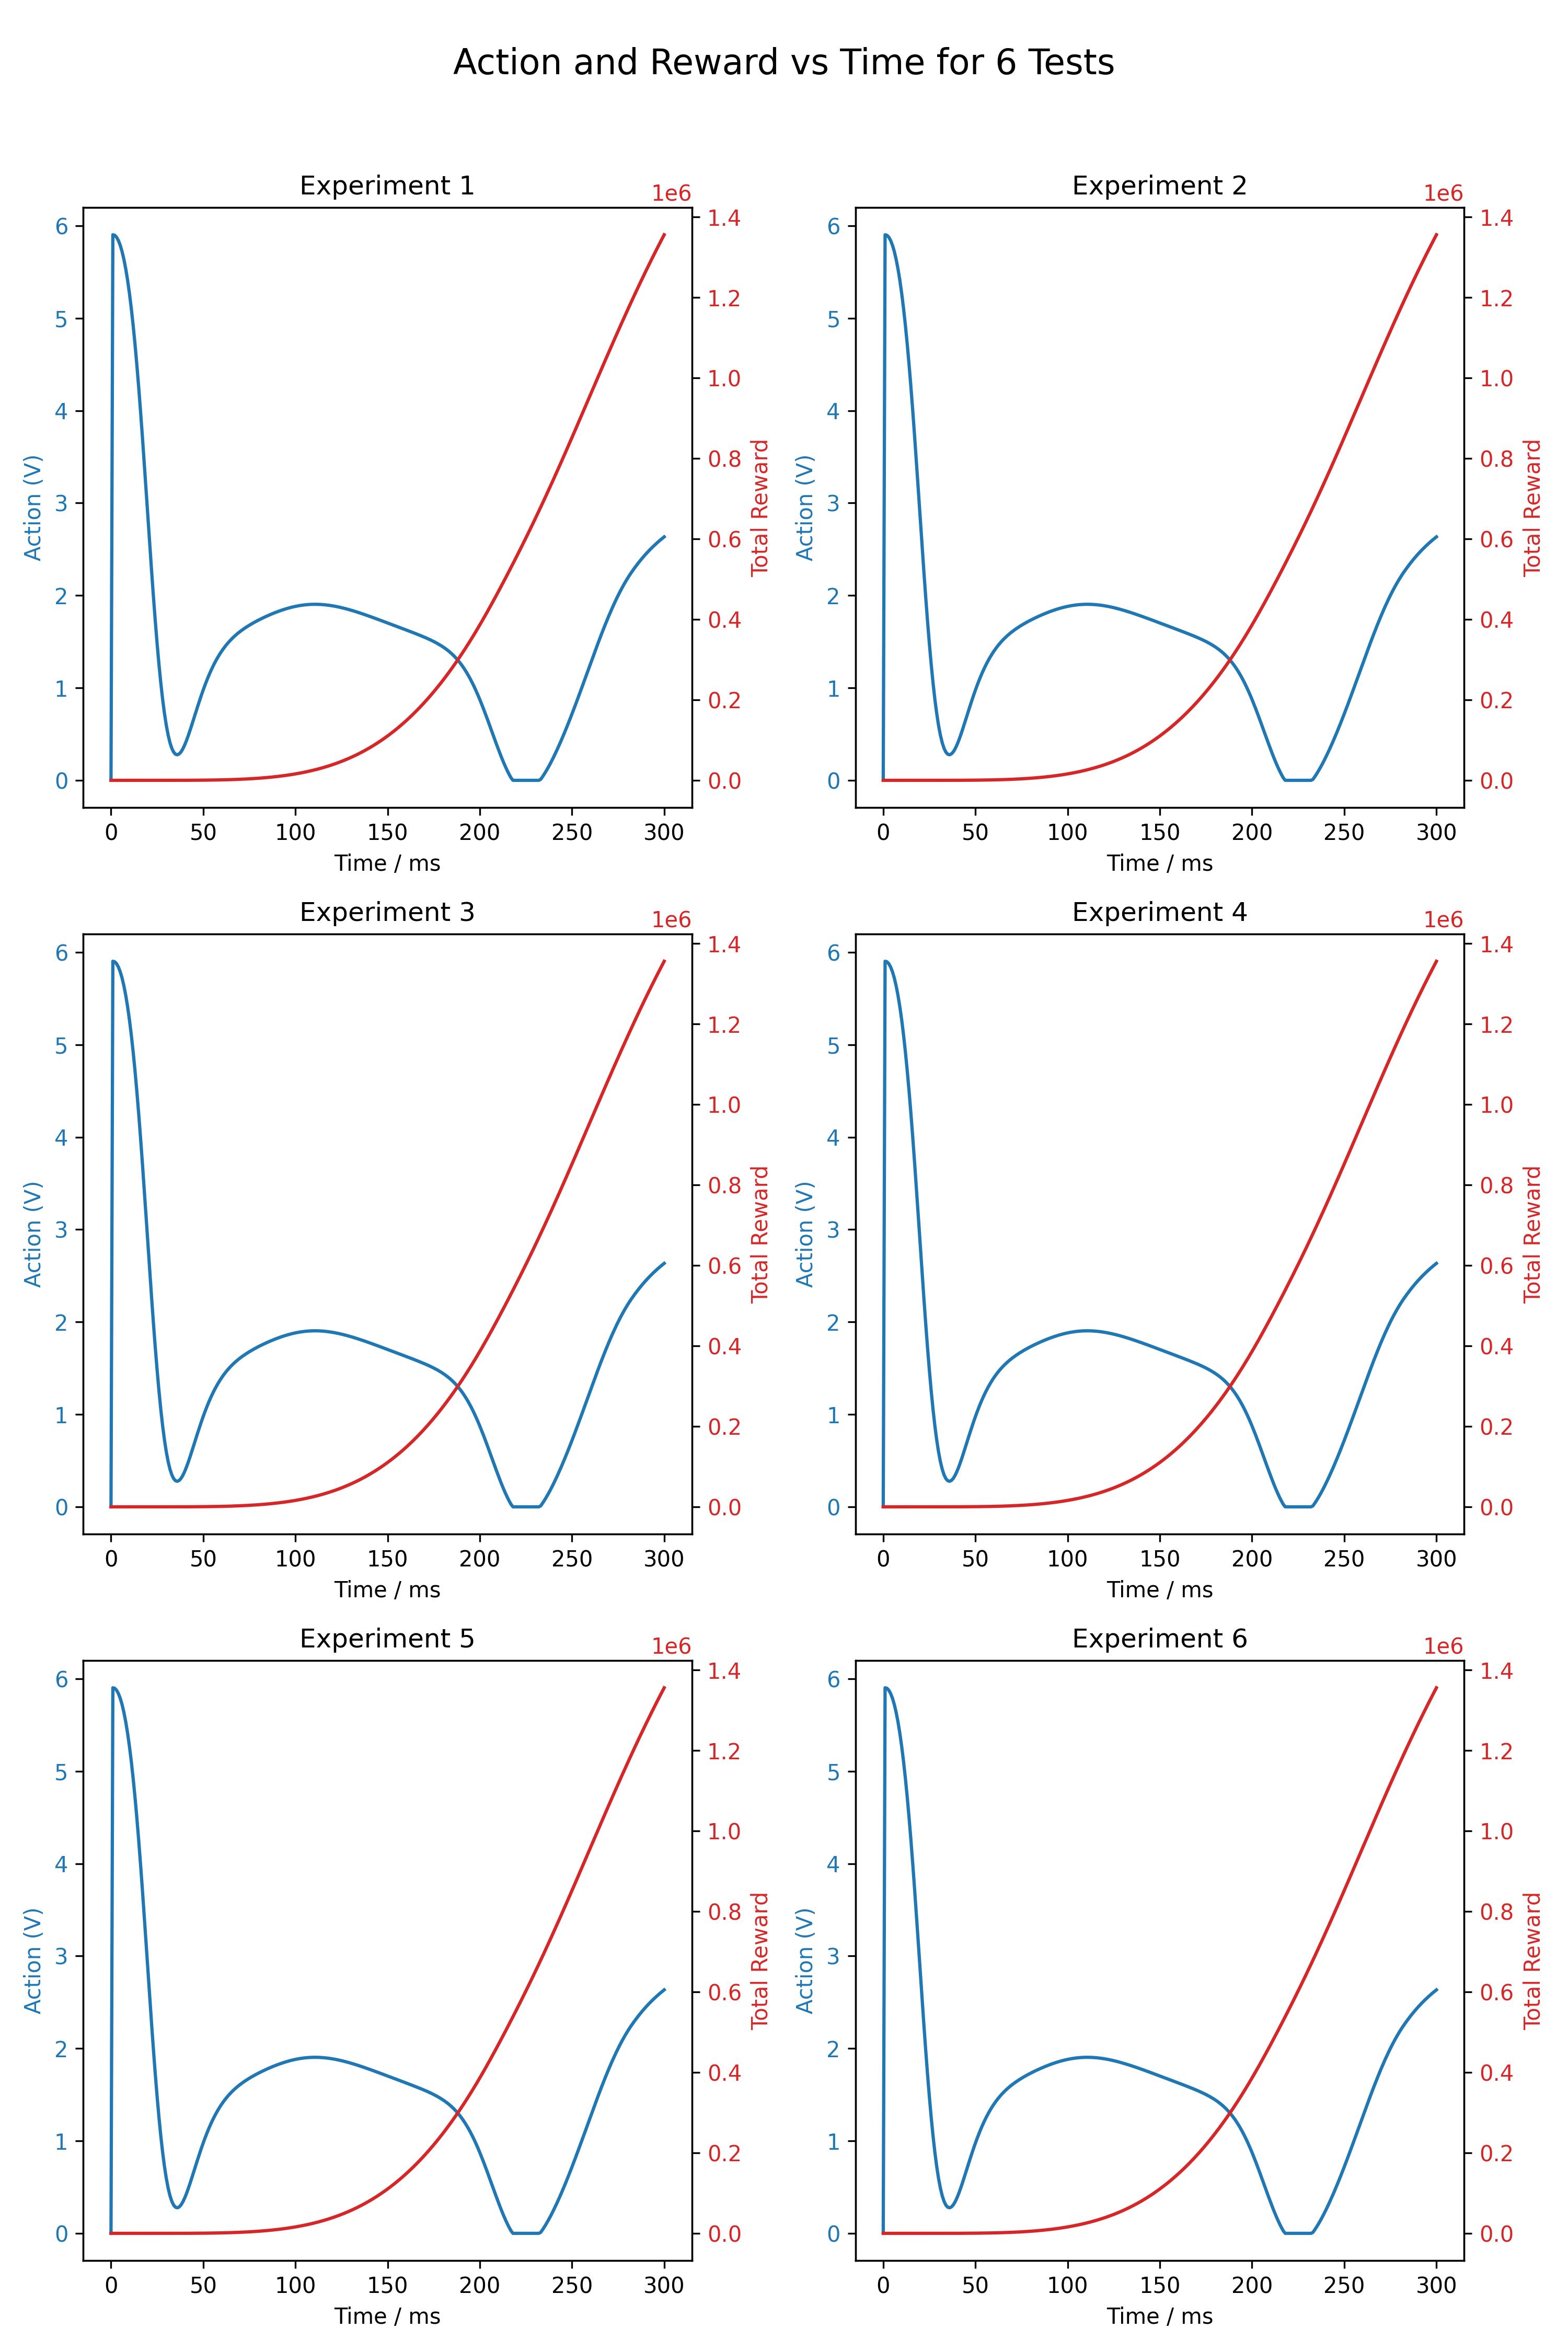 Action and Reward vs Time for 6 Tests
Experiment 1
1e6
Action (V)
6
5
4
3
2
1
0
1.4
1.2
1.0
0.8
0.6
0.4
0.2
0.0
Total Reward
0 50 100 150 200 250 300
Time / ms
Experiment 2
1e6
Action (V)
6
5
4
3
2
1
0
1.4
1.2
1.0
0.8
0.6
0.4
0.2
0.0
Total Reward
0 50 100 150 200 250 300
Time / ms
Experiment 3
1e6
Action (V)
6
5
4
3
2
1
0
1.4
1.2
1.0
0.8
0.6
0.4
0.2
0.0
Total Reward
0 50 100 150 200 250 300
Time / ms
Experiment 4
1e6
Action (V)
6
5
4
3
2
1
0
1.4
1.2
1.0
0.8
0.6
0.4
0.2
0.0
Total Reward
0 50 100 150 200 250 300
Time / ms
Experiment 5
1e6
Action (V)
6
5
4
3
2
1
0
1.4
1.2
1.0
0.8
0.6
0.4
0.2
0.0
Total Reward
0 50 100 150 200 250 300
Time / ms
Experiment 6
1e6
Action (V)
6
5
4
3
2
1
0
1.4
1.2
1.0
0.8
0.6
0.4
0.2
0.0
Total Reward
0 50 100 150 200 250 300
Time / ms